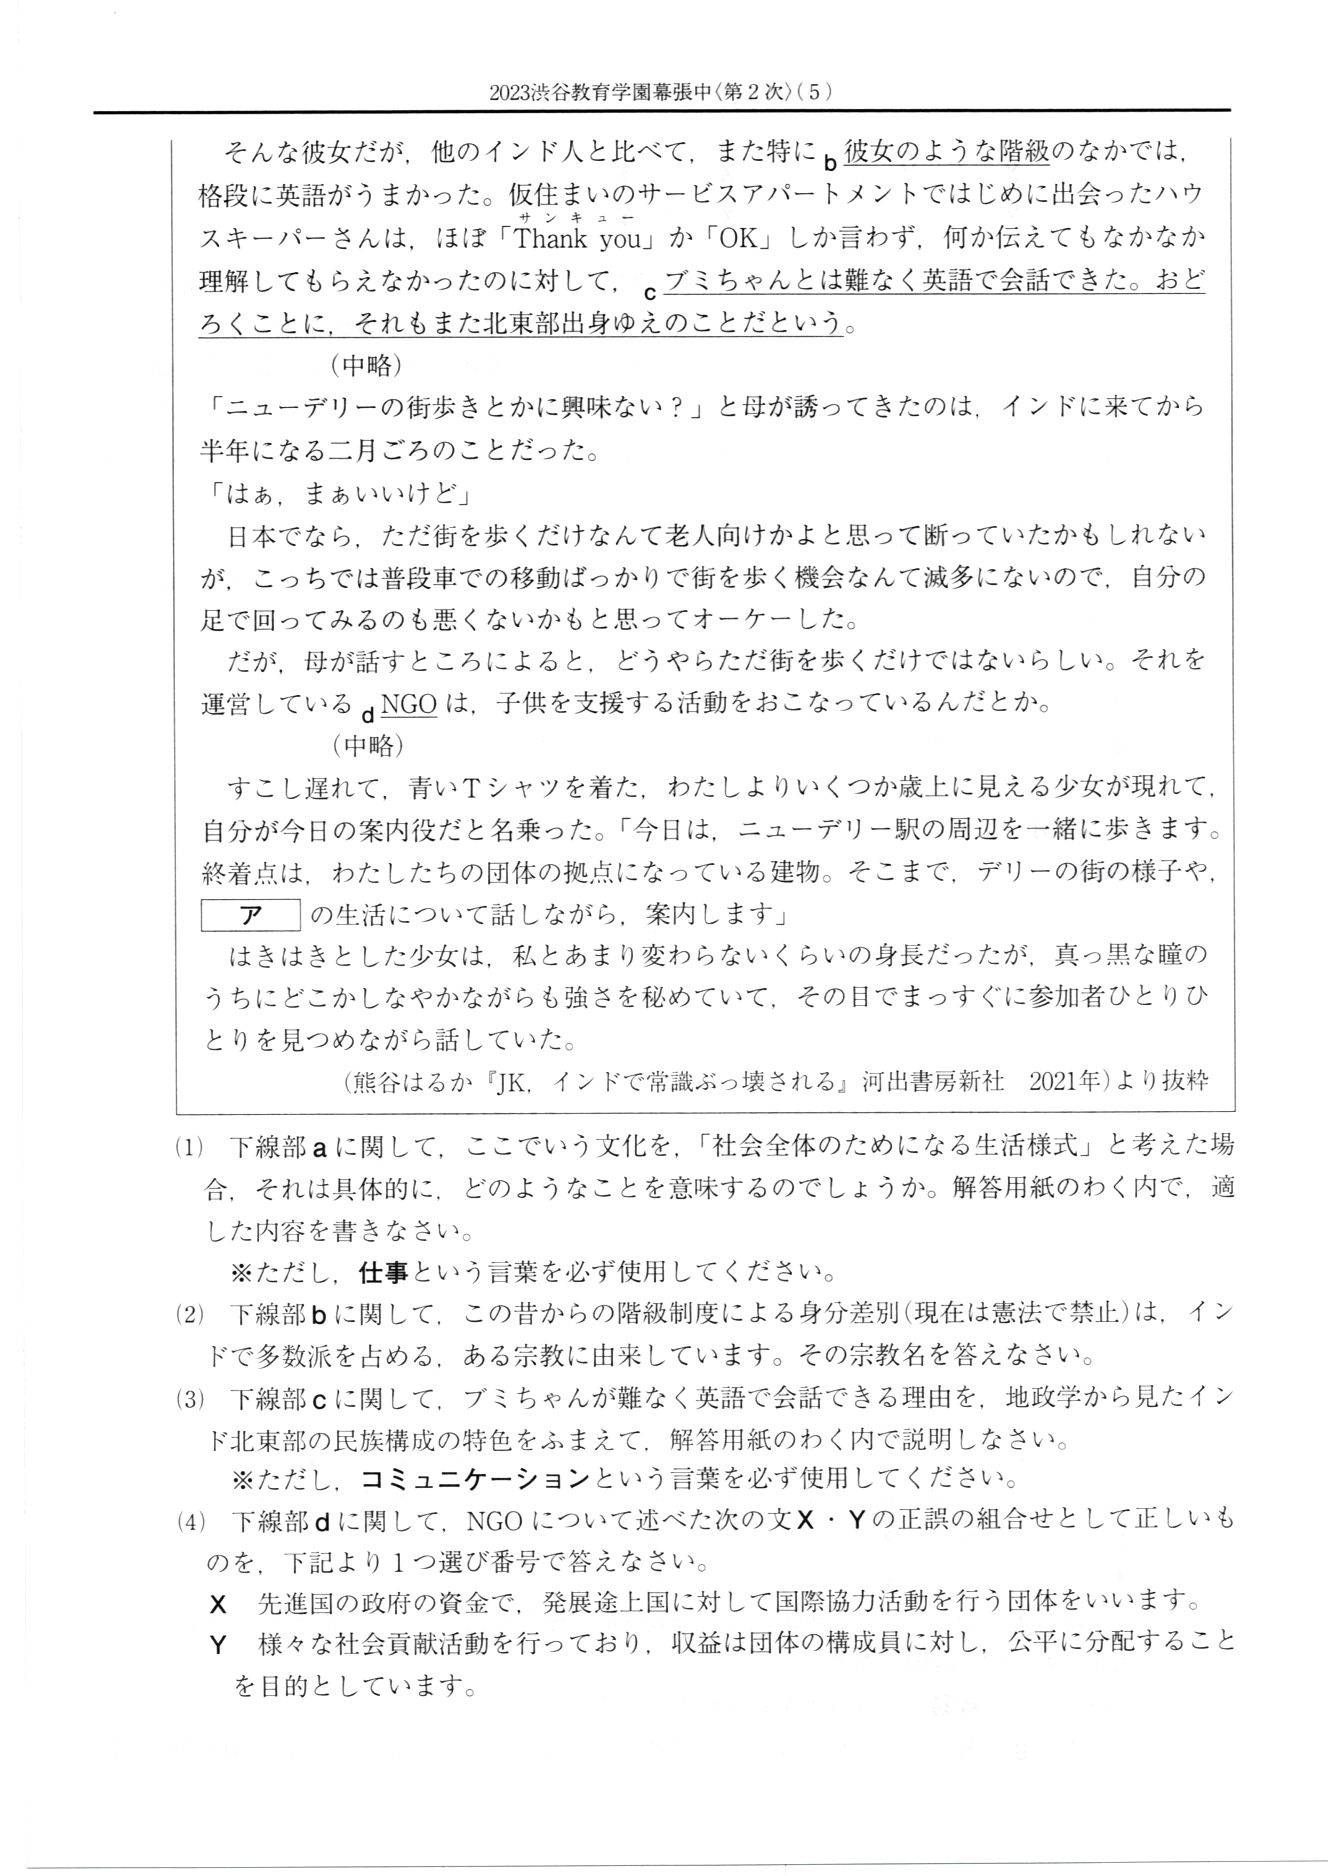 2023渋谷教育学園幕張中〈第２次〉(５)
そんな彼女だが，他のインド人と比べて，また特にb彼女のような階級のなかでは，
格段に英語がうまかった。仮住まいのサービスアパートメントではじめに出会ったハウ
サンキュー
スキーパーさんは，ほぼ「Thank you」か「OK」しか言わず，何か伝えてもなかなか
理解してもらえなかったのに対して，cブミちゃんとは難なく英語で会話できた。おど
ろくことに，それもまた北東部出身ゆえのことだという。
（中略）
「ニューデリーの街歩きとかに興味ない？」と母が誘ってきたのは，インドに来てから
半年になる二月ごろのことだった。
「はぁ，まぁいいけど」
日本でなら，ただ街を歩くだけなんて老人向けかよと思って断っていたかもしれない
が，こっちでは普段車での移動ばっかりで街を歩く機会なんて滅多にないので，自分の
足で回ってみるのも悪くないかもと思ってオーケーした。
だが，母が話すところによると，どうやらただ街を歩くだけではないらしい。それを
運営しているdNGOは，子供を支援する活動をおこなっているんだとか。
（中略）
すこし遅れて，青いＴシャツを着た，わたしよりいくつか歳上に見える少女が現れて，
自分が今日の案内役だと名乗った。「今日は，ニューデリー駅の周辺を一緒に歩きます。
終着点は，わたしたちの団体の拠点になっている建物。そこまで，デリーの街の様子や，
ア の生活について話しながら，案内します」
はきはきとした少女は，私とあまり変わらないくらいの身長だったが，真っ黒な瞳の
うちにどこかしなやかながらも強さを秘めていて，その目でまっすぐに参加者ひとりひ
とりを見つめながら話していた。
（熊谷はるか『JK，インドで常識ぶっ壊される』河出書房新社　2021年）より抜粋
(1)　下線部aに関して，ここでいう文化を，「社会全体のためになる生活様式」と考えた場
合，それは具体的に，どのようなことを意味するのでしょうか。解答用紙のわく内で，適
した内容を書きなさい。
※ただし，仕事という言葉を必ず使用してください。
(2)　下線部bに関して，この昔からの階級制度による身分差別（現在は憲法で禁止）は，イン
ドで多数派を占める，ある宗教に由来しています。その宗教名を答えなさい。
(3)　下線部cに関して，ブミちゃんが難なく英語で会話できる理由を，地政学から見たイン
ド北東部の民族構成の特色をふまえて，解答用紙のわく内で説明しなさい。
※ただし，コミュニケーションという言葉を必ず使用してください。
(4)　下線部dに関して，NGOについて述べた次の文X・Yの正誤の組合せとして正しいも
のを，下記より１つ選び番号で答えなさい。
X　先進国の政府の資金で，発展途上国に対して国際協力活動を行う団体をいいます。
Y　様々な社会貢献活動を行っており，収益は団体の構成員に対し，公平に分配すること
を目的としています。